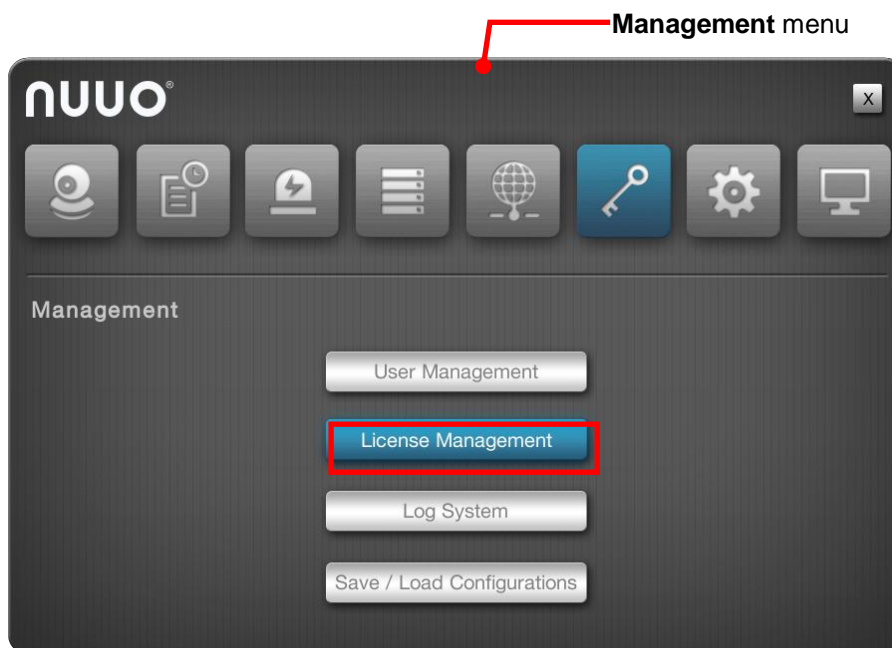 Management menu
nuuo®
X
Management
User Management
License Management
Log System
Save / Load Configurations